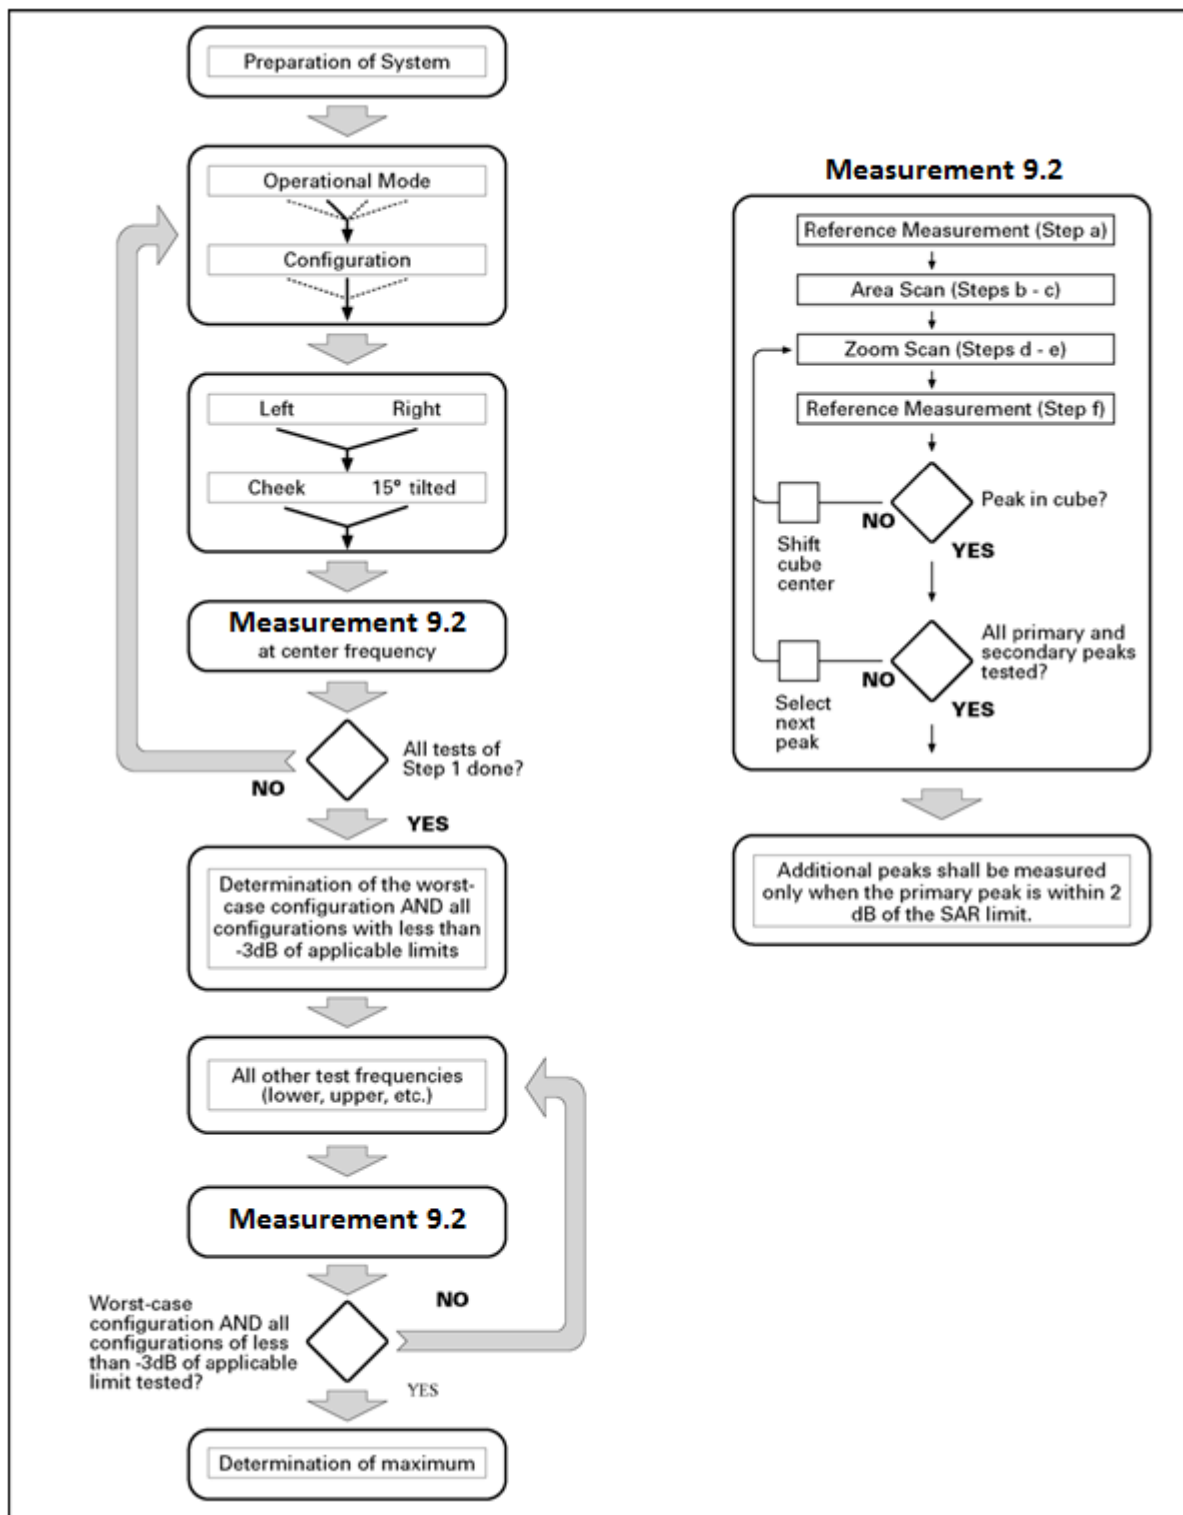 Preparation of System
Operational Mode
Configuration
Left Right
Cheek 15° tilted
Measurement 9.2
at center frequency
All tests of
Step 1 done?
NO
YES
Determination of the worst-
case configuration AND all
configurations with less than
-3dB of applicable limits
All other test frequencies
(lower, upper, etc.)
Measurement 9.2
NO
Worst-case
configuration AND all
configurations of less
than -3dB of applicable
limit tested?
YES
Determination of maximum
Measurement 9.2
Reference Measurement (Step a)
Area Scan (Steps b - c)
Zoom Scan (Steps d - e)
Reference Measurement (Step f)
Peak in cube?
NO
Shift
cube
center
YES
All primary and
secondary peaks
tested?
NO
Select
next
peak
YES
Additional peaks shall be measured
only when the primary peak is within 2
dB of the SAR limit.